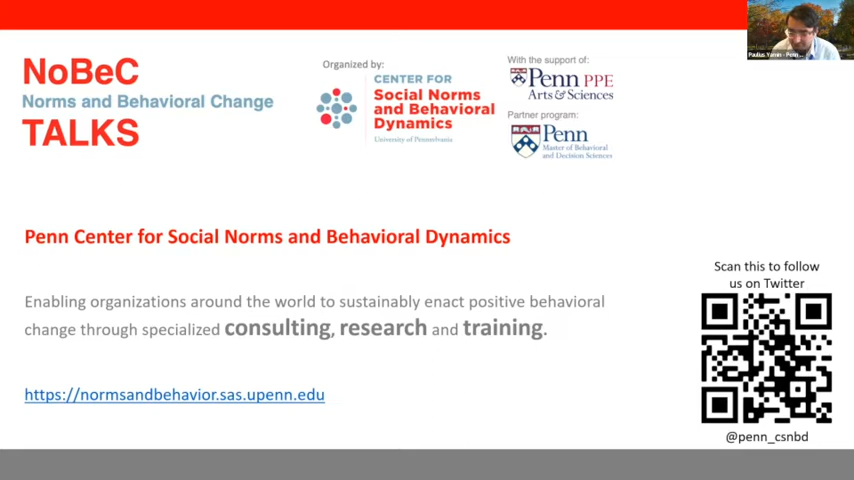 NoBeC
Norms and Behavioral Change
TALKS
Organized by:
CENTER FOR
Social Norms
and Behavioral
Dynamics
University of Pennsylvania
With the support of:
Penn PPE
Arts & Sciences
Partner program:
Penn
Master of Behavioral
and Decision Sciences
Paulius Yamin - Penn ...
Penn Center for Social Norms and Behavioral Dynamics
Enabling organizations around the world to sustainably enact positive behavioral
change through specialized consulting, research and training.
https://normsandbehavior.sas.upenn.edu
Scan this to follow
us on Twitter
@penn_csnbd